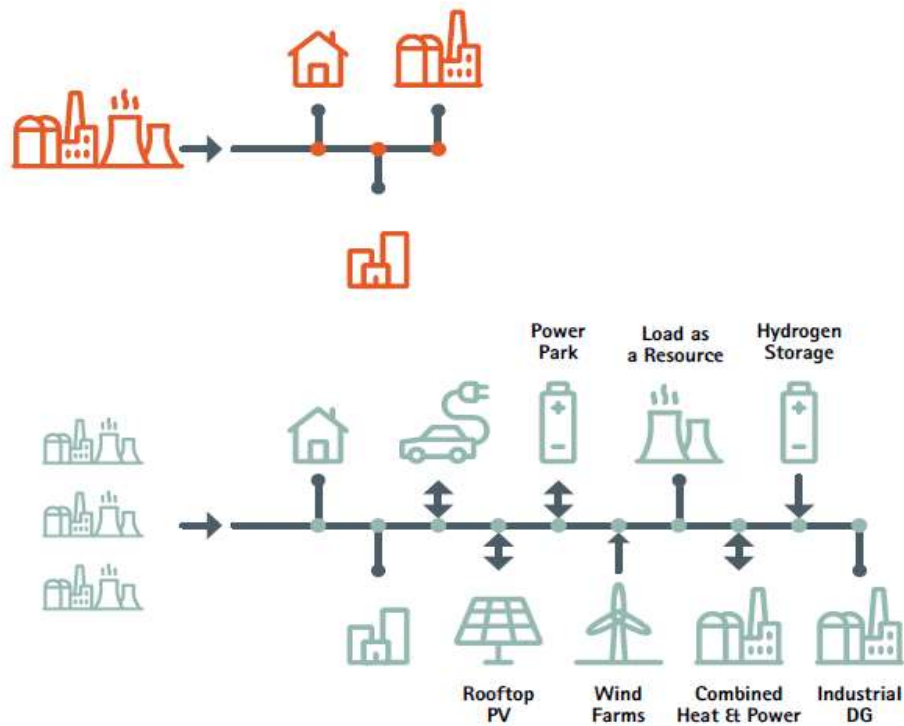 Power
Park
Load as
a Resource
Hydrogen
Storage
Rooftop
PV
Wind
Farms
Combined
Heat & Power
Industrial
DG